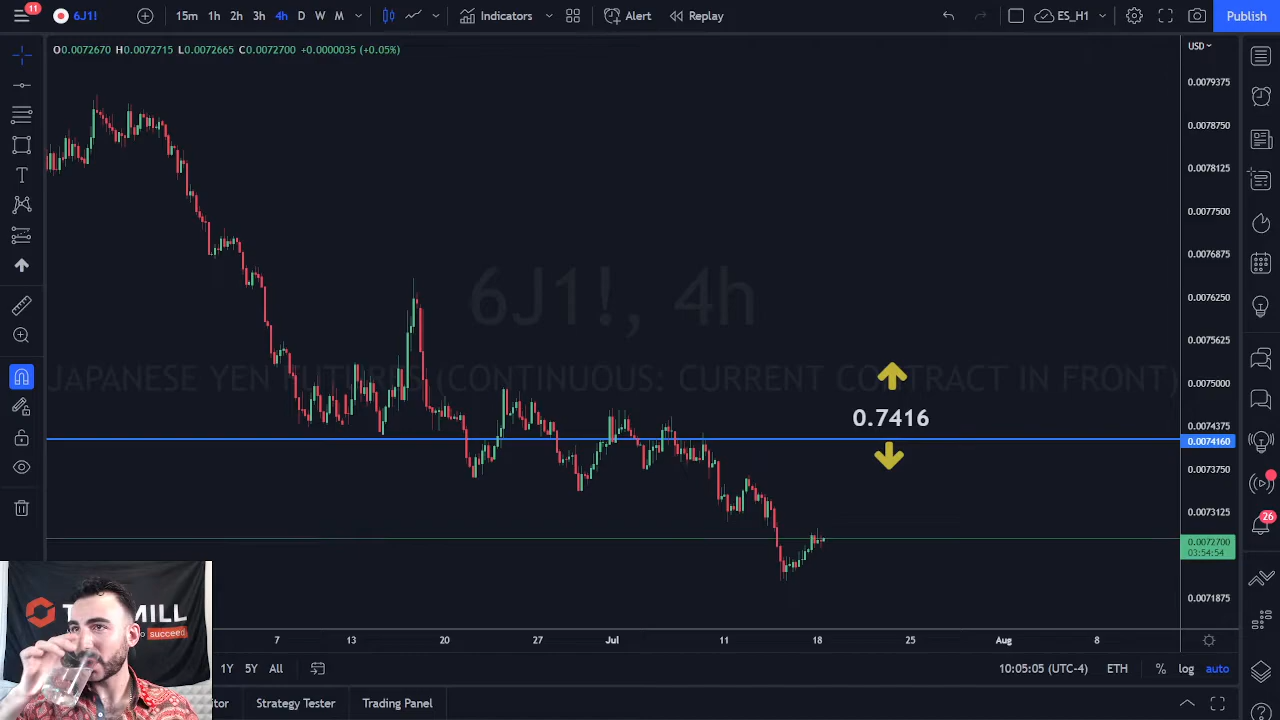 11
6J1!
15m 1h 2h 3h 4h D W M
Indicators
Alert
Replay
ES_H1
Publish
O0.0072670 H0.0072715 L0.0072665 C0.0072700 +0.0000035 (+0.05%)
USD
0.0079375
0.0078750
0.0078125
0.0077500
0.0076875
0.0076250
0.0075625
0.0075000
0.0074375
0.0074160
0.0073750
0.0073125
0.0072700
03:54:54
0.0071875
6J1!, 4h
JAPANESE YEN FUTURES (CONTINUOUS: CURRENT CONTRACT IN FRONT)
0.7416
26
MILL
succeed
7 13 20 27 Jul 11 18 25 Aug 8
1Y 5Y All
10:05:05 (UTC-4) ETH % log auto
Strategy Tester
Trading Panel